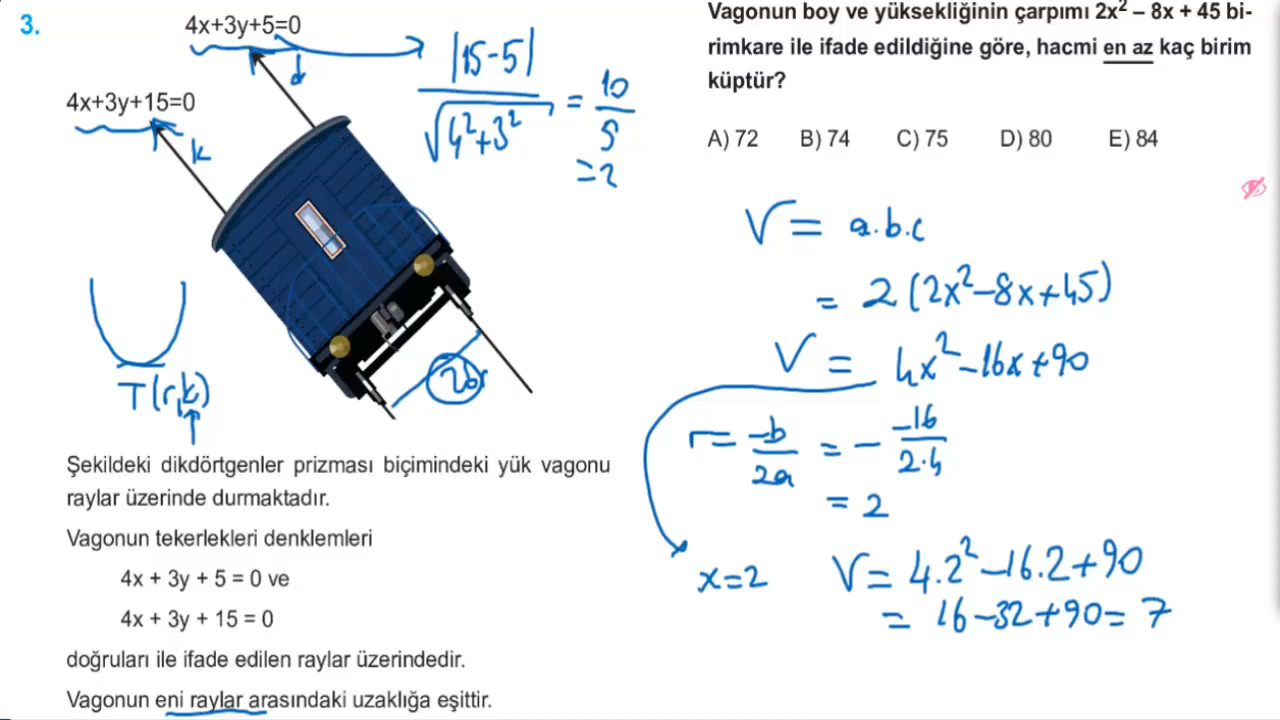 3.
4x+3y+5=0
d
|15-5|
√4²+3²
= 10
5
=2
4x+3y+15=0
k
2br
T(r,k)
Şekildeki dikdörtgenler prizması biçimindeki yük vagonu
raylar üzerinde durmaktadır.
Vagonun tekerlekleri denklemleri
4x + 3y + 5 = 0 ve
4x + 3y + 15 = 0
doğruları ile ifade edilen raylar üzerindedir.
Vagonun eni raylar arasındaki uzaklığa eşittir.
Vagonun boy ve yüksekliğinin çarpımı 2x² – 8x + 45 bi-
rimkare ile ifade edildiğine göre, hacmi en az kaç birim
küptür?
A) 72 B) 74 C) 75 D) 80 E) 84
V = a.b.c
= 2 (2x²-8x+45)
V = 4x²-16x+90
r = -b/2a = - -16/2.4
= 2
x=2 V = 4.2²-16.2+90
= 16-32+90= 7